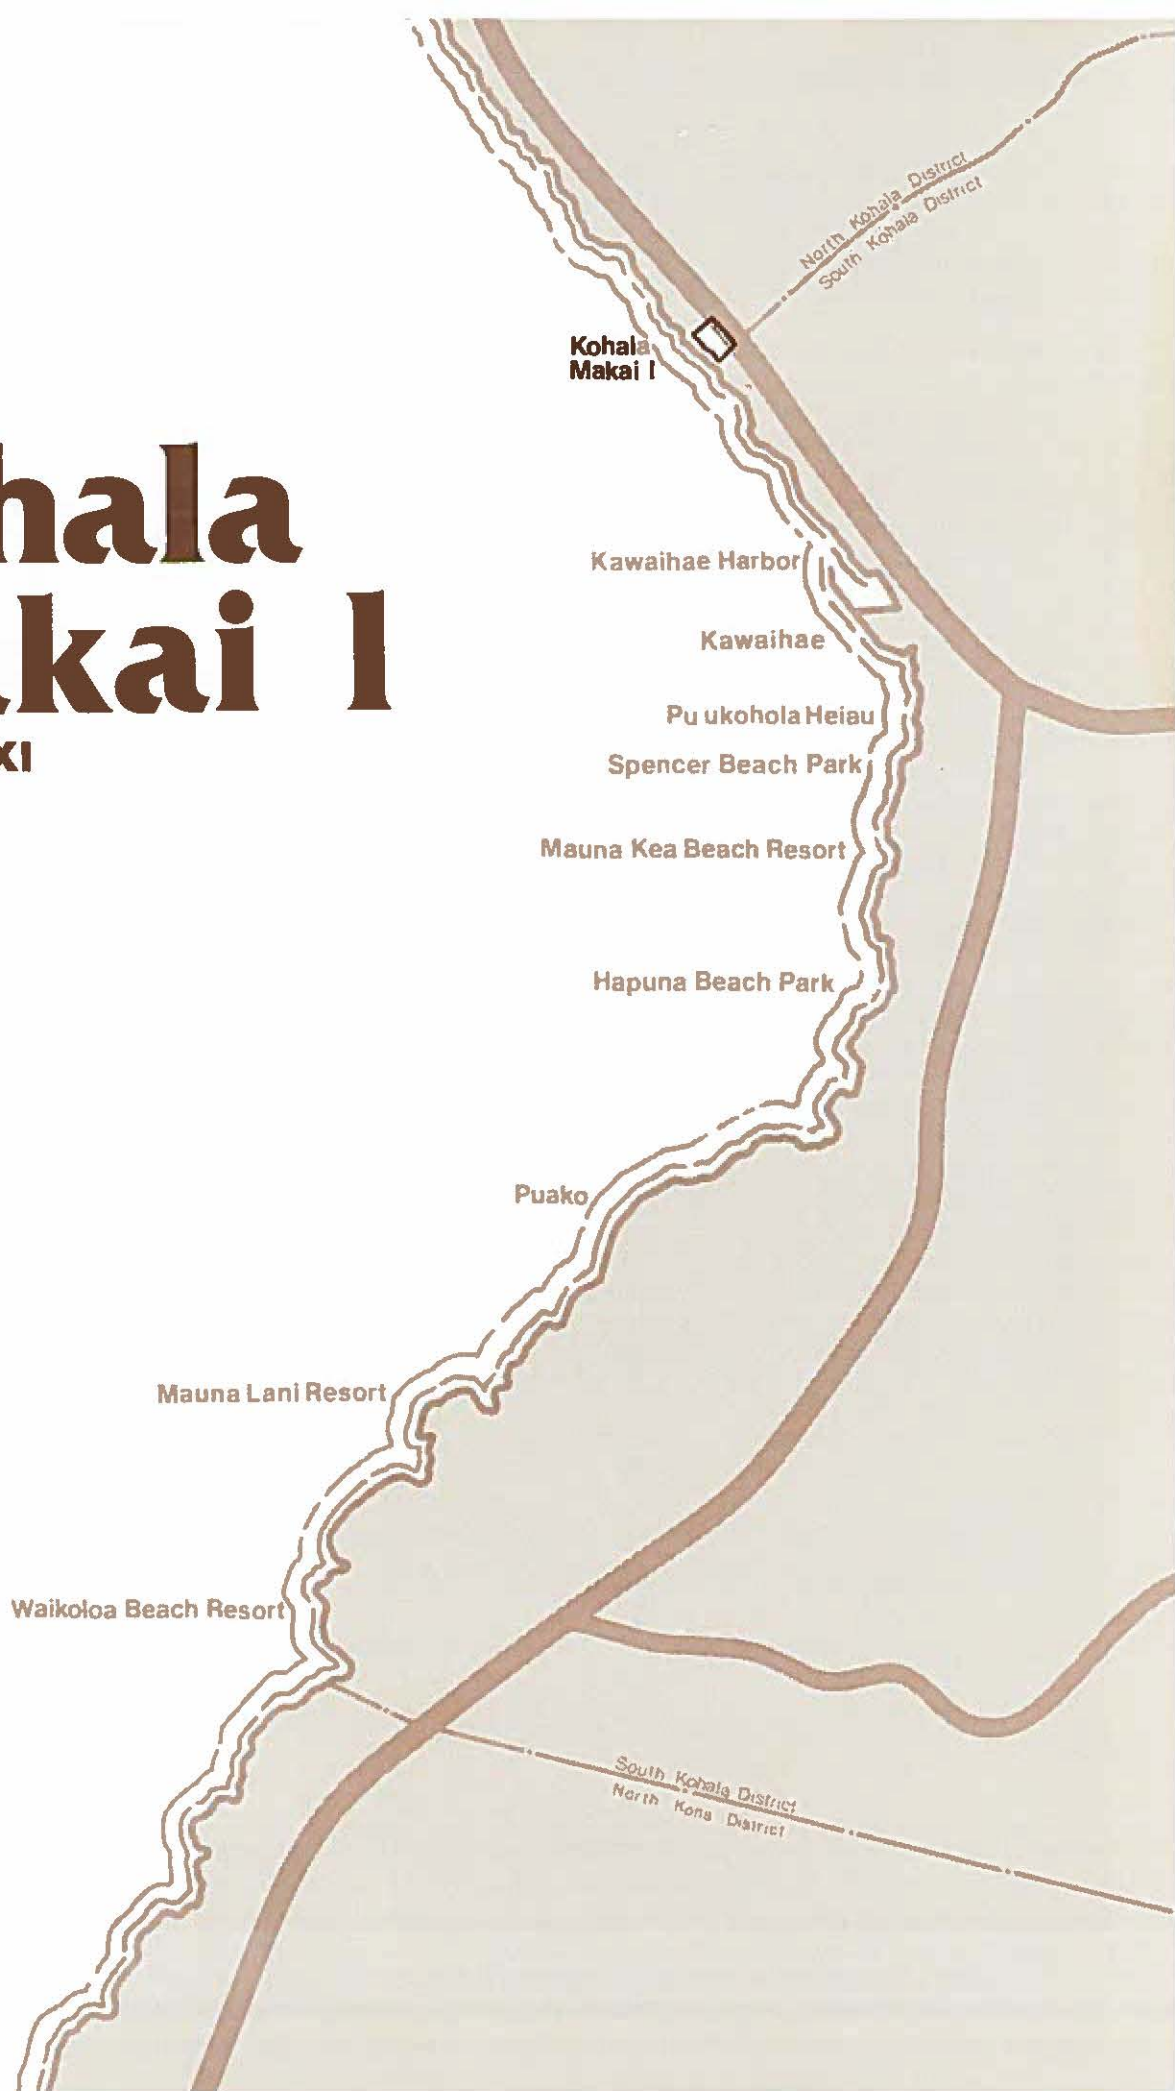 North Kohala District
South Kohala District
Kohala
Makai I
hala
kai I
XI
Kawaihae Harbor
Kawaihae
Pu ukohola Heiau
Spencer Beach Park
Mauna Kea Beach Resort
Hapuna Beach Park
Puako
Mauna Lani Resort
Waikoloa Beach Resort
South Kohala District
North Kona District